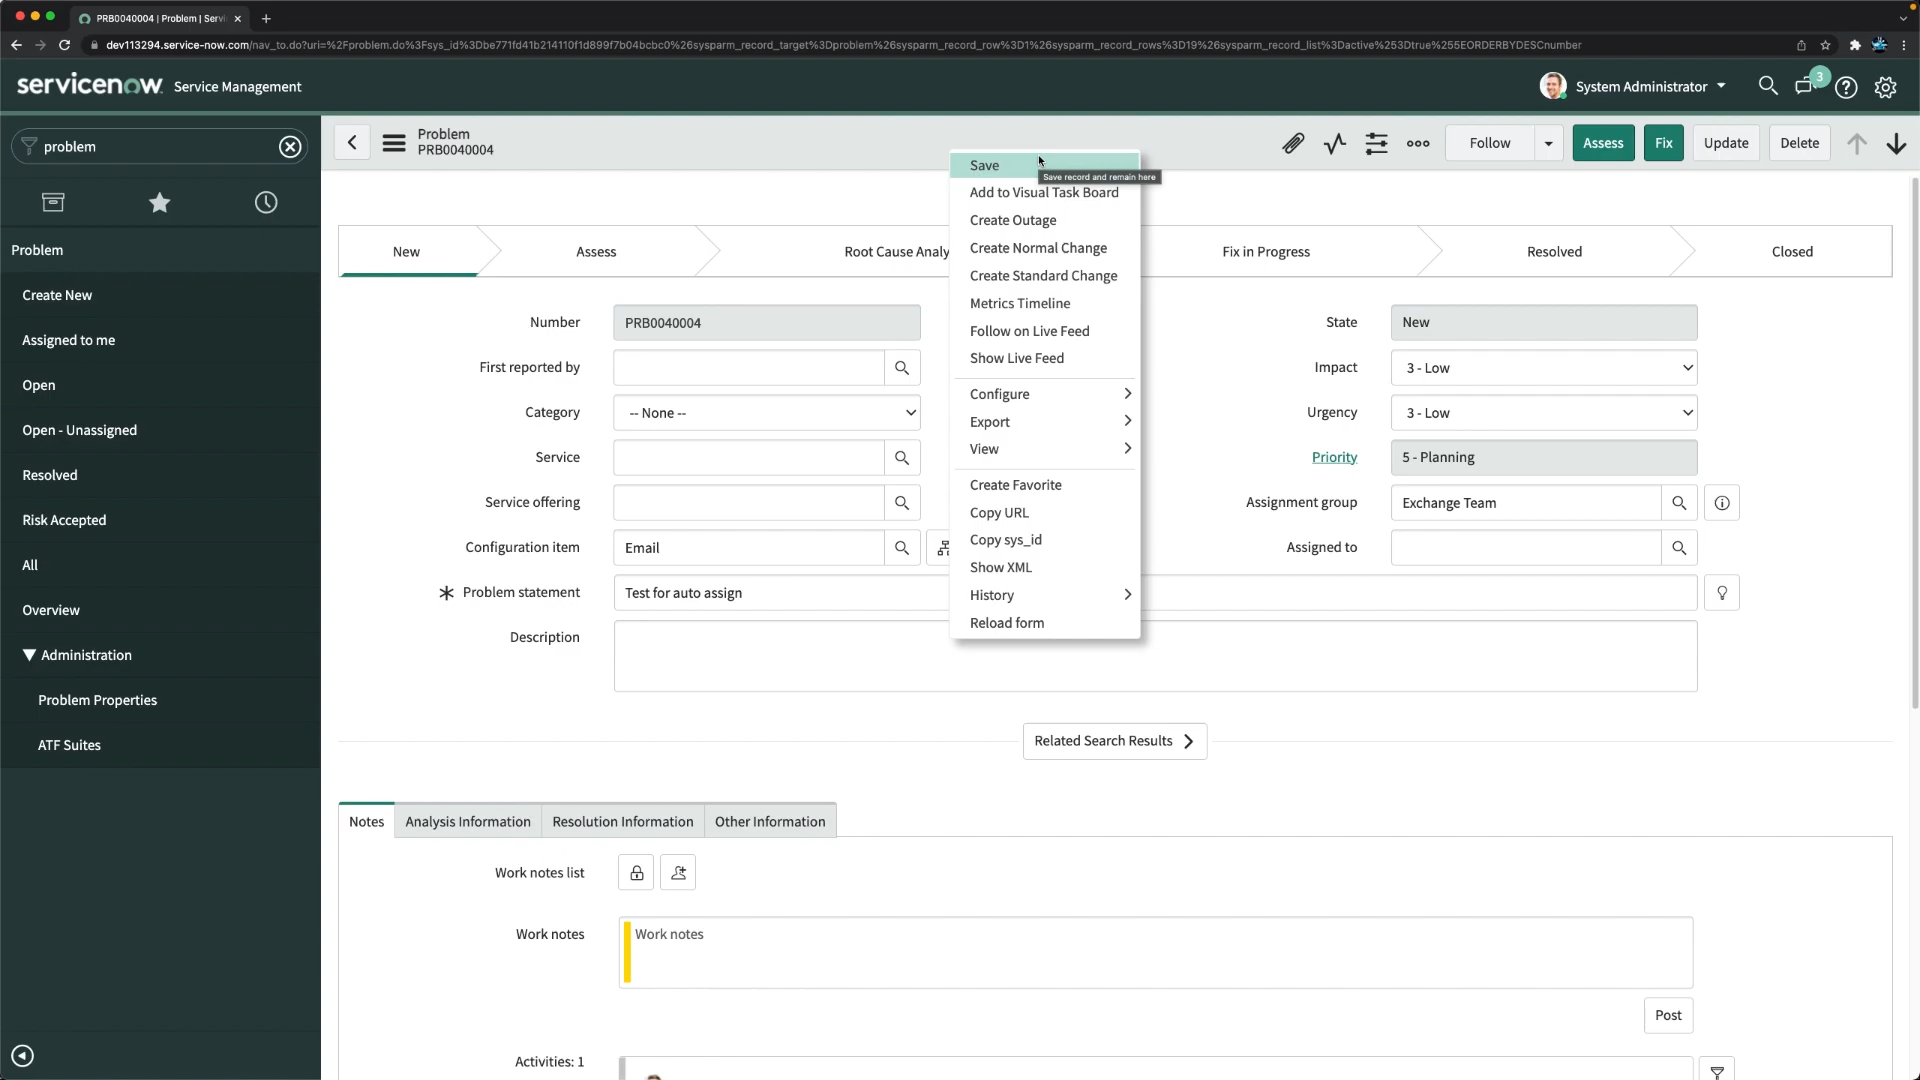 PRB0040004 | Problem | Servi
dev113294.service-now.com/nav_to.do?uri=%2Fproblem.do%3Fsys_id%3Dbe771fd41b214110f1d899f7b04bcbc0%26sysparm_record_target%3Dproblem%26sysparm_record_row%3D1%26sysparm_record_rows%3D19%26sysparm_record_list%3Dactive%253Dtrue%255EORDERBYDESCnumber
servicenow Service Management
System Administrator
3
problem
Problem
PRB0040004
Follow
Assess
Fix
Update
Delete
Problem
Create New
Assigned to me
Open
Open - Unassigned
Resolved
Risk Accepted
All
Overview
Administration
Problem Properties
ATF Suites
New
Assess
Root Cause Analy
Fix in Progress
Resolved
Closed
Save
Save record and remain here
Add to Visual Task Board
Create Outage
Create Normal Change
Create Standard Change
Metrics Timeline
Follow on Live Feed
Show Live Feed
Configure
Export
View
Create Favorite
Copy URL
Copy sys_id
Show XML
History
Reload form
Number PRB0040004
First reported by
Category -- None --
Service
Service offering
Configuration item Email
Problem statement Test for auto assign
Description
State New
Impact 3 - Low
Urgency 3 - Low
Priority 5 - Planning
Assignment group Exchange Team
Assigned to
Related Search Results
Notes
Analysis Information
Resolution Information
Other Information
Work notes list
Work notes Work notes
Post
Activities: 1